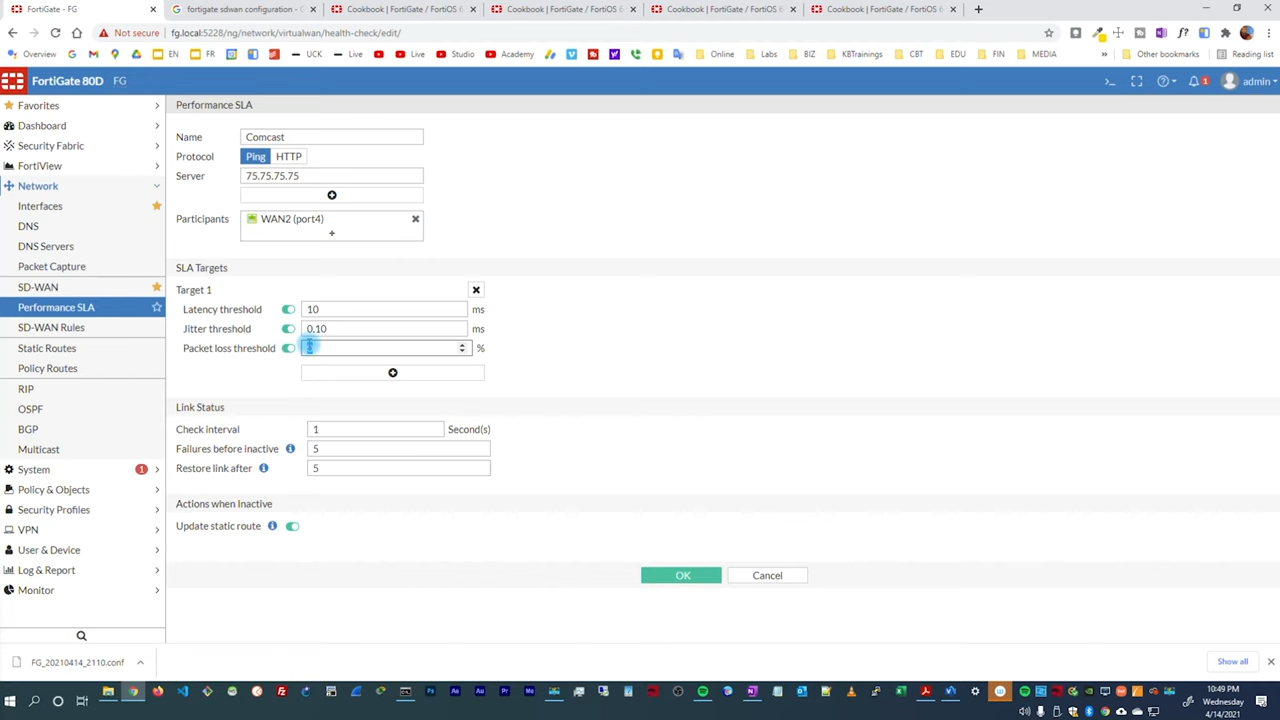 FortiGate - FG
fortigate sdwan configuration - G
Cookbook | FortiGate / FortiOS 6
Cookbook | FortiGate / FortiOS 6
Cookbook | FortiGate / FortiOS 6
Cookbook | FortiGate / FortiOS 6
Not secure
fg.local:5228/ng/network/virtualwan/health-check/edit/
Overview
EN
FR
UCK
Live
Live
Live
Studio
Academy
Online
Labs
BIZ
KBTrainings
CBT
EDU
FIN
MEDIA
Other bookmarks
Reading list
FortiGate 80D
FG
>_
1
admin
Favorites
Dashboard
Security Fabric
FortiView
Network
Interfaces
DNS
DNS Servers
Packet Capture
SD-WAN
Performance SLA
SD-WAN Rules
Static Routes
Policy Routes
RIP
OSPF
BGP
Multicast
System
1
Policy & Objects
Security Profiles
VPN
User & Device
Log & Report
Monitor
Performance SLA
Name
Comcast
Protocol
Ping
HTTP
Server
75.75.75.75
Participants
WAN2 (port4)
SLA Targets
Target 1
Latency threshold
10
ms
Jitter threshold
0.10
ms
Packet loss threshold
%
Link Status
Check interval
1
Second(s)
Failures before inactive
5
Restore link after
5
Actions when Inactive
Update static route
OK
Cancel
FG_20210414_2110.conf
Show all
10:49 PM
Wednesday
4/14/2021